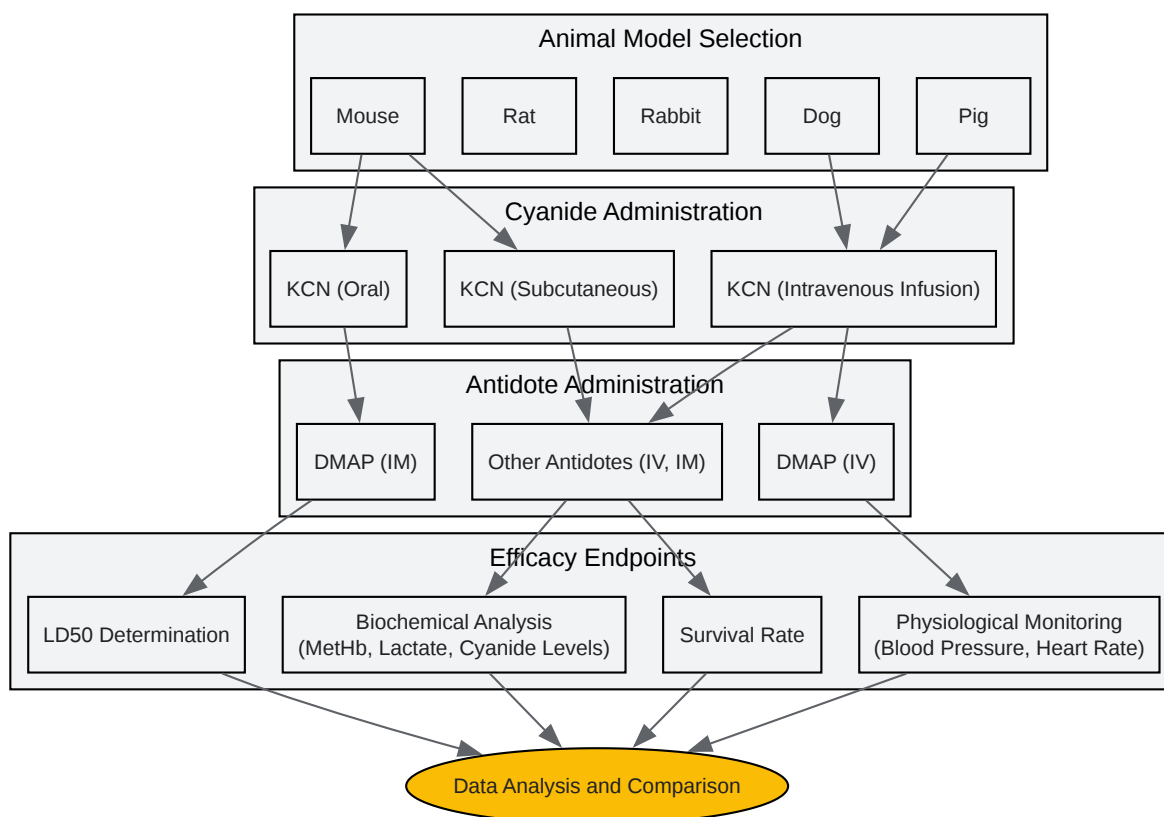 Animal Model Selection
Mouse
Rat
Rabbit
Dog
Pig
Cyanide Administration
KCN (Oral)
KCN (Subcutaneous)
KCN (Intravenous Infusion)
Antidote Administration
DMAP (IM)
Other Antidotes (IV, IM)
DMAP (IV)
Efficacy Endpoints
LD50 Determination
Biochemical Analysis
(MetHb, Lactate, Cyanide Levels)
Survival Rate
Physiological Monitoring
(Blood Pressure, Heart Rate)
Data Analysis and Comparison